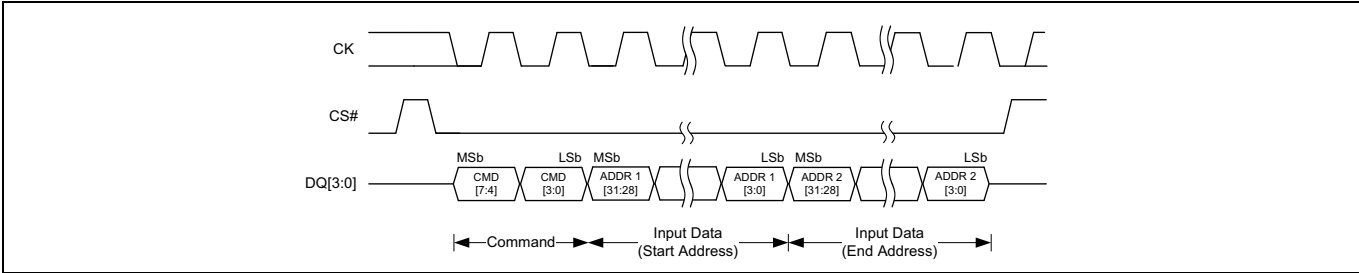 CK
CS#
MSb LSb MSb LSb MSb LSb
DQ[3:0]
CMD
[7:4]
CMD
[3:0]
ADDR 1
[31:28]
ADDR 1
[3:0]
ADDR 2
[31:28]
ADDR 2
[3:0]
Command
Input Data
(Start Address)
Input Data
(End Address)